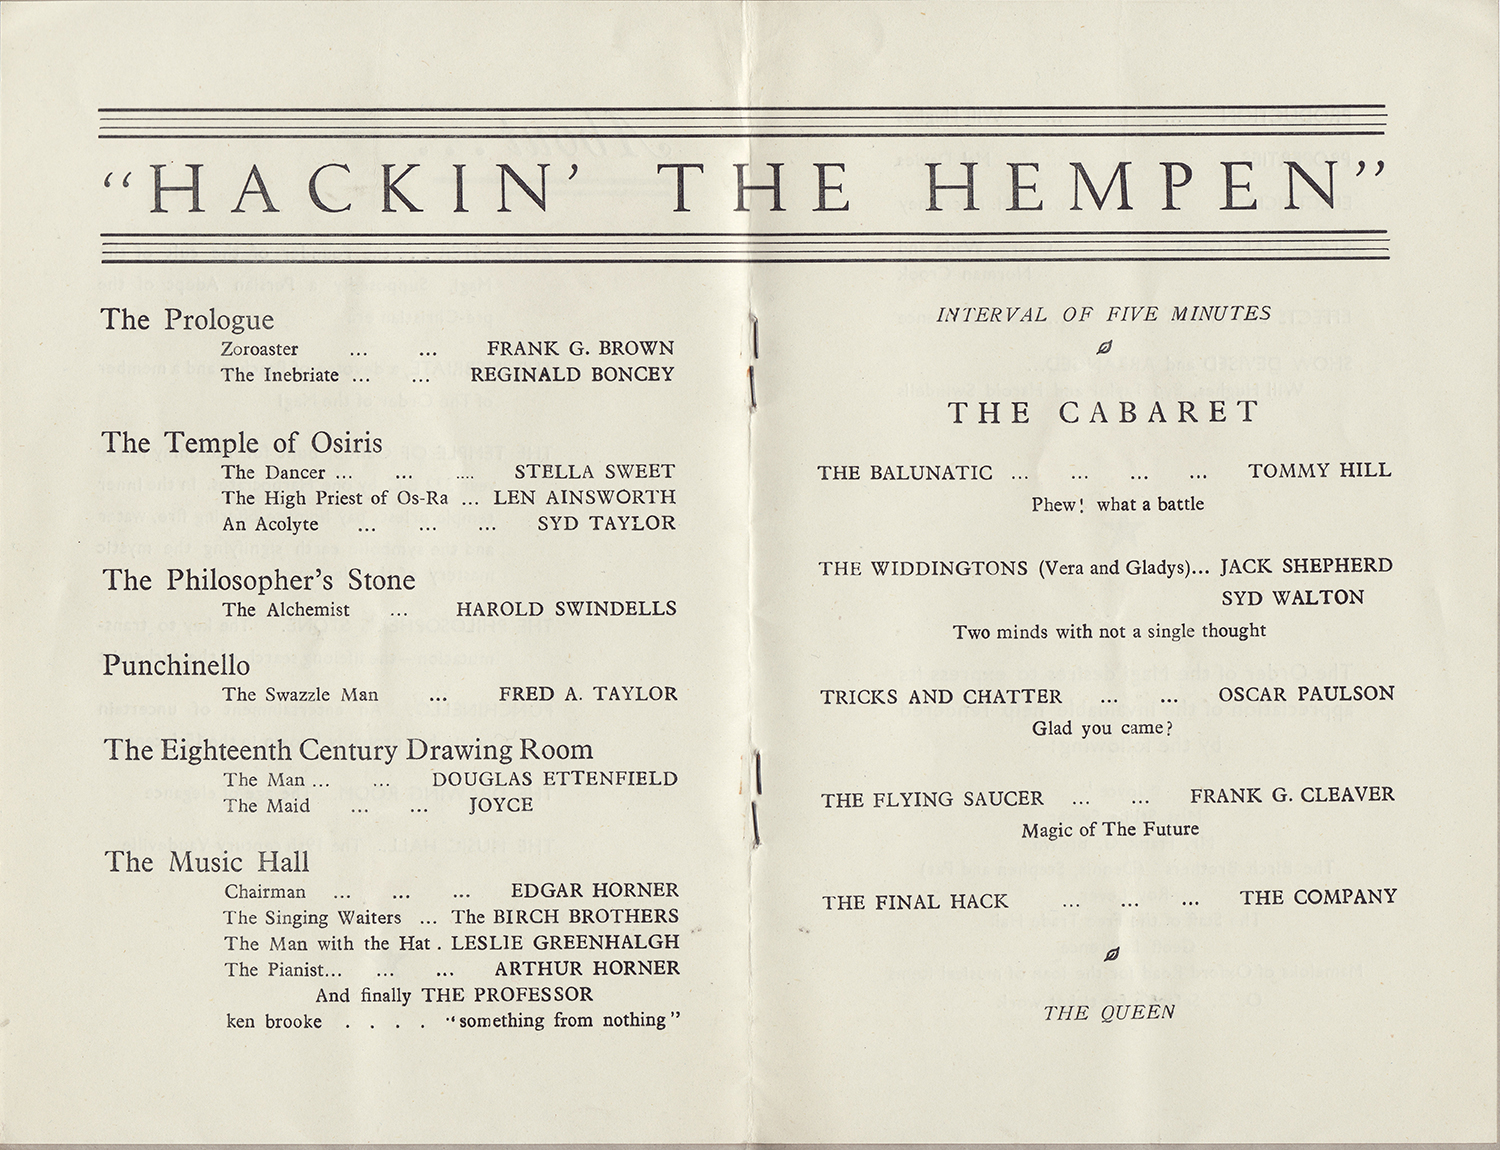 "HACKIN' THE HEMPEN"
The Prologue
Zoroaster ... ... FRANK G. BROWN
The Inebriate ... ... REGINALD BONCEY
The Temple of Osiris
The Dancer ... ... .... STELLA SWEET
The High Priest of Os-Ra ... LEN AINSWORTH
An Acolyte ... ... ... SYD TAYLOR
The Philosopher's Stone
The Alchemist ... HAROLD SWINDELLS
Punchinello
The Swazzle Man ... FRED A. TAYLOR
The Eighteenth Century Drawing Room
The Man ... ... DOUGLAS ETTENFIELD
The Maid ... ... JOYCE
The Music Hall
Chairman ... ... ... EDGAR HORNER
The Singing Waiters ... The BIRCH BROTHERS
The Man with the Hat . LESLIE GREENHALGH
The Pianist... ... ... ARTHUR HORNER
And finally THE PROFESSOR
ken brooke . . . . "something from nothing"
INTERVAL OF FIVE MINUTES
THE CABARET
THE BALUNATIC ... ... ... ... TOMMY HILL
Phew! what a battle
THE WIDDINGTONS (Vera and Gladys)... JACK SHEPHERD
SYD WALTON
Two minds with not a single thought
TRICKS AND CHATTER ... ... OSCAR PAULSON
Glad you came?
THE FLYING SAUCER ... ... FRANK G. CLEAVER
Magic of The Future
THE FINAL HACK ... ... ... THE COMPANY
THE QUEEN